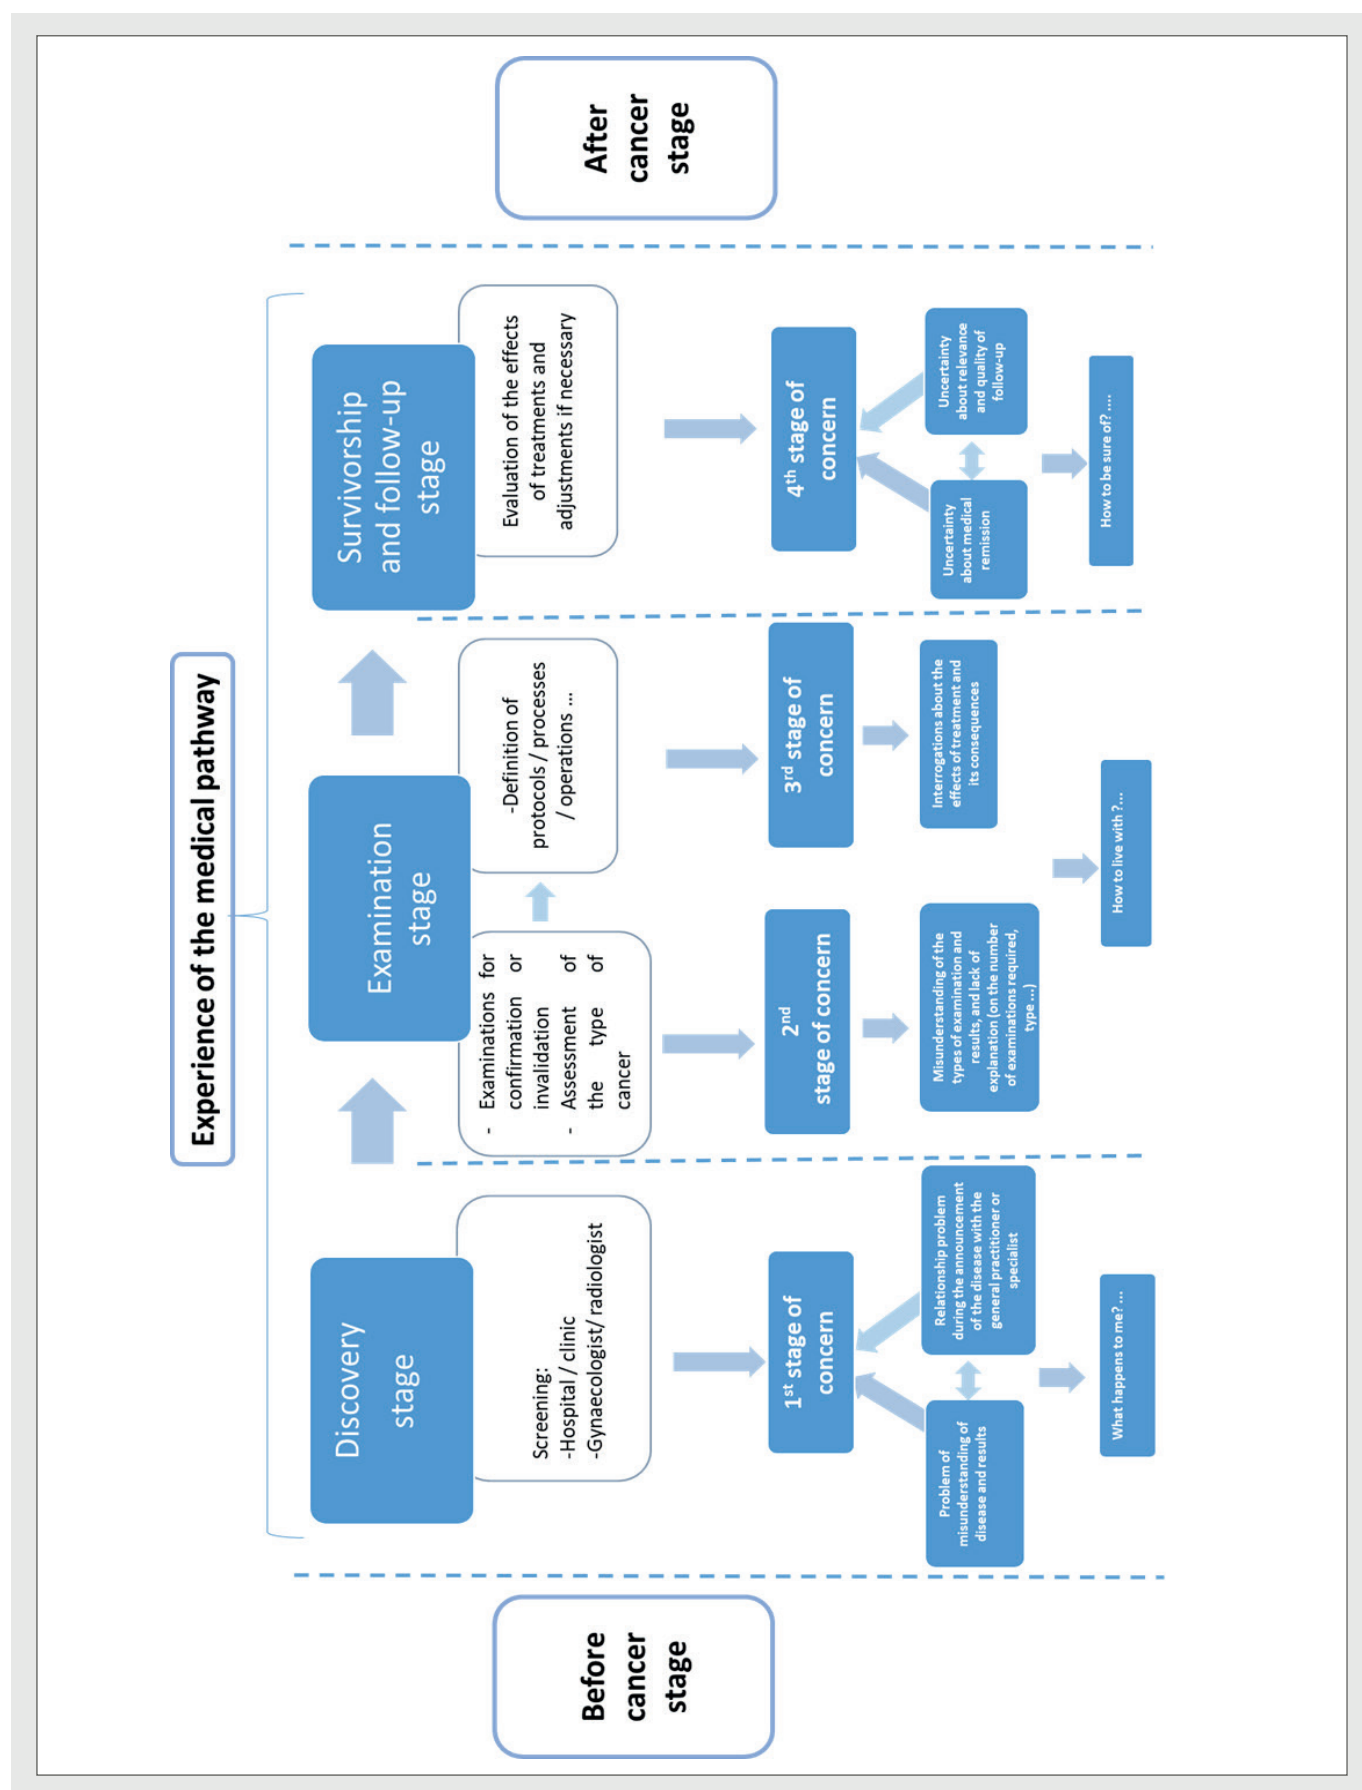 Experience of the medical pathway
Before
cancer
stage
Discovery
stage
Screening:
-Hospital / clinic
-Gynaecologist/ radiologist
1st stage of
concern
Problem of
misunderstanding of
disease and results
Relationship problem
during the announcement
of the disease with the
general practitioner or
specialist
What happens to me? ...
Examination
stage
- Examinations for
confirmation or
invalidation
- Assessment of
the type of
cancer
-Definition of
protocols / processes
/ operations ...
2nd
stage of concern
Misunderstanding of the
types of examination and
results, and lack of
explanation (on the number
of examinations required,
type ...)
3rd stage of
concern
Interrogations about the
effects of treatment and
its consequences
How to live with ?...
Survivorship
and follow-up
stage
Evaluation of the effects
of treatments and
adjustments if necessary
4th stage of
concern
Uncertainty
about medical
remission
Uncertainty
about relevance
and quality of
follow-up
How to be sure of? ....
After
cancer
stage